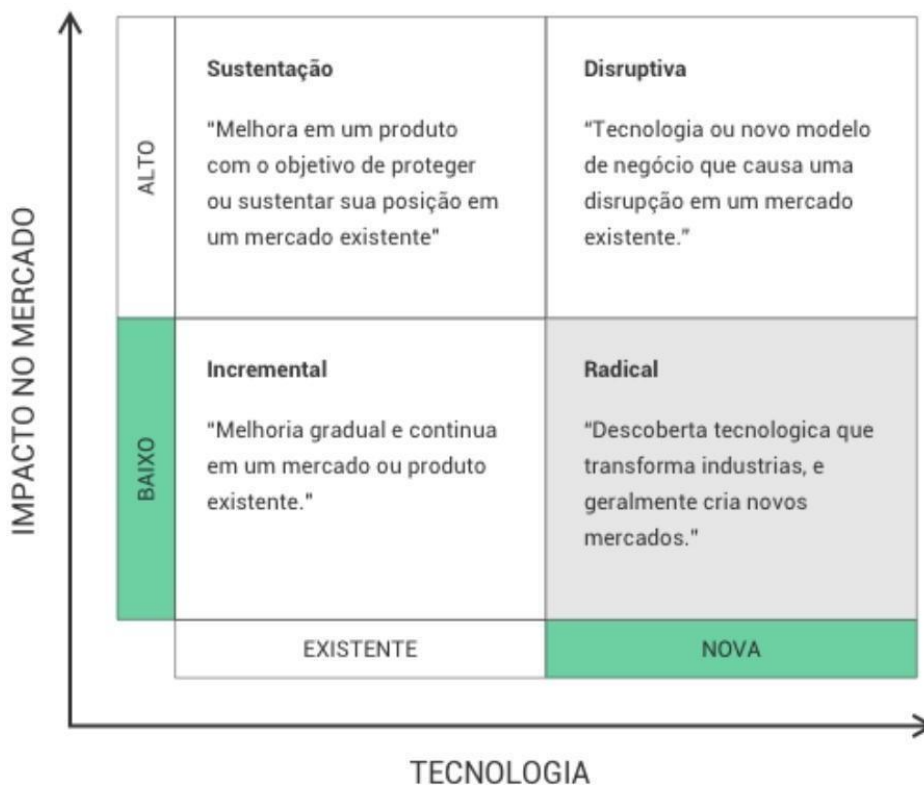 IMPACTO NO MERCADO
ALTO
Sustentação
“Melhora em um produto
com o objetivo de proteger
ou sustentar sua posição em
um mercado existente”
Disruptiva
“Tecnologia ou novo modelo
de negócio que causa uma
disrupção em um mercado
existente.”
BAIXO
Incremental
“Melhoria gradual e continua
em um mercado ou produto
existente.”
Radical
“Descoberta tecnologica que
transforma industrias, e
geralmente cria novos
mercados.”
EXISTENTE
NOVA
TECNOLOGIA